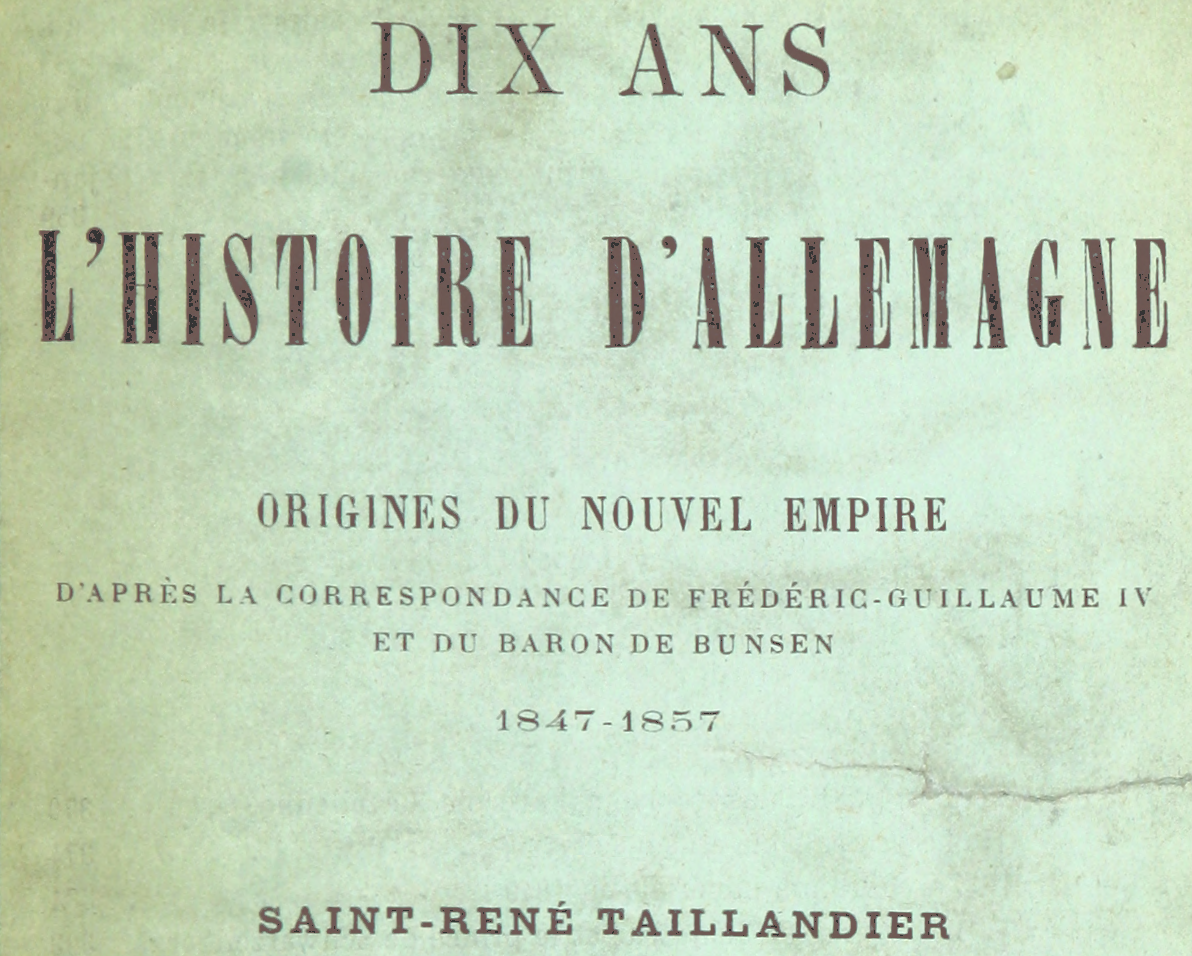 DIX ANS
L'HISTOIRE D'ALLEMAGNE
ORIGINES DU NOUVEL EMPIRE
D'APRÈS LA CORRESPONDANCE DE FRÉDÉRIC-GUILLAUME IV
ET DU BARON DE BUNSEN
1847-1857
SAINT-RENÉ TAILLANDIER